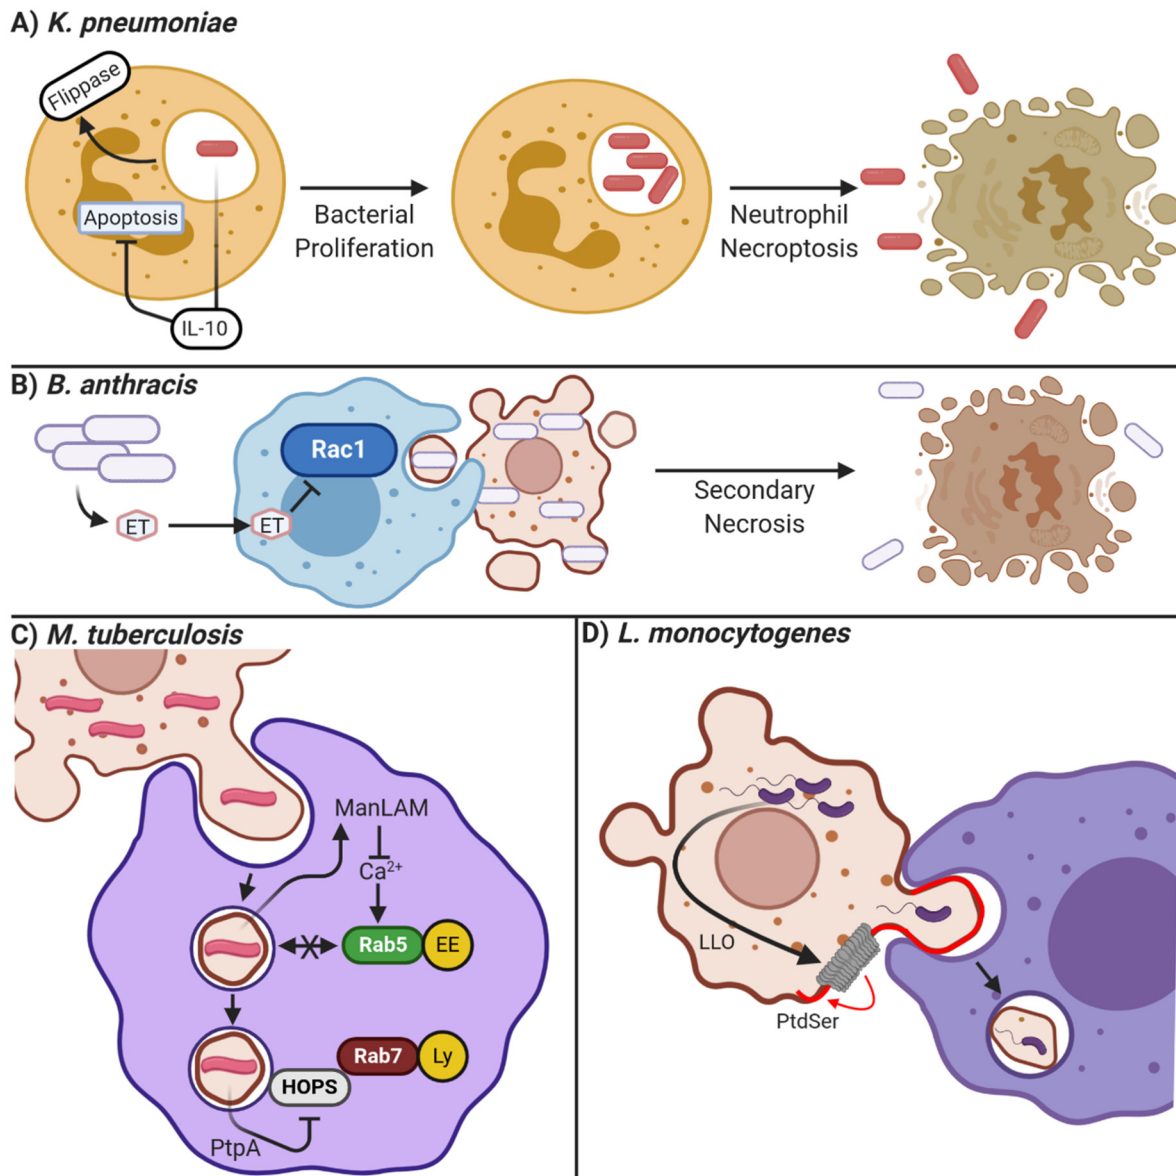 A) K. pneumoniae
Flippase
Apoptosis
IL-10
Bacterial
Proliferation
Neutrophil
Necroptosis
B) B. anthracis
ET
ET
Rac1
Secondary
Necrosis
C) M. tuberculosis
ManLAM
Ca²⁺
Rab5
EE
Rab7
Ly
HOPS
PtpA
D) L. monocytogenes
LLO
PtdSer